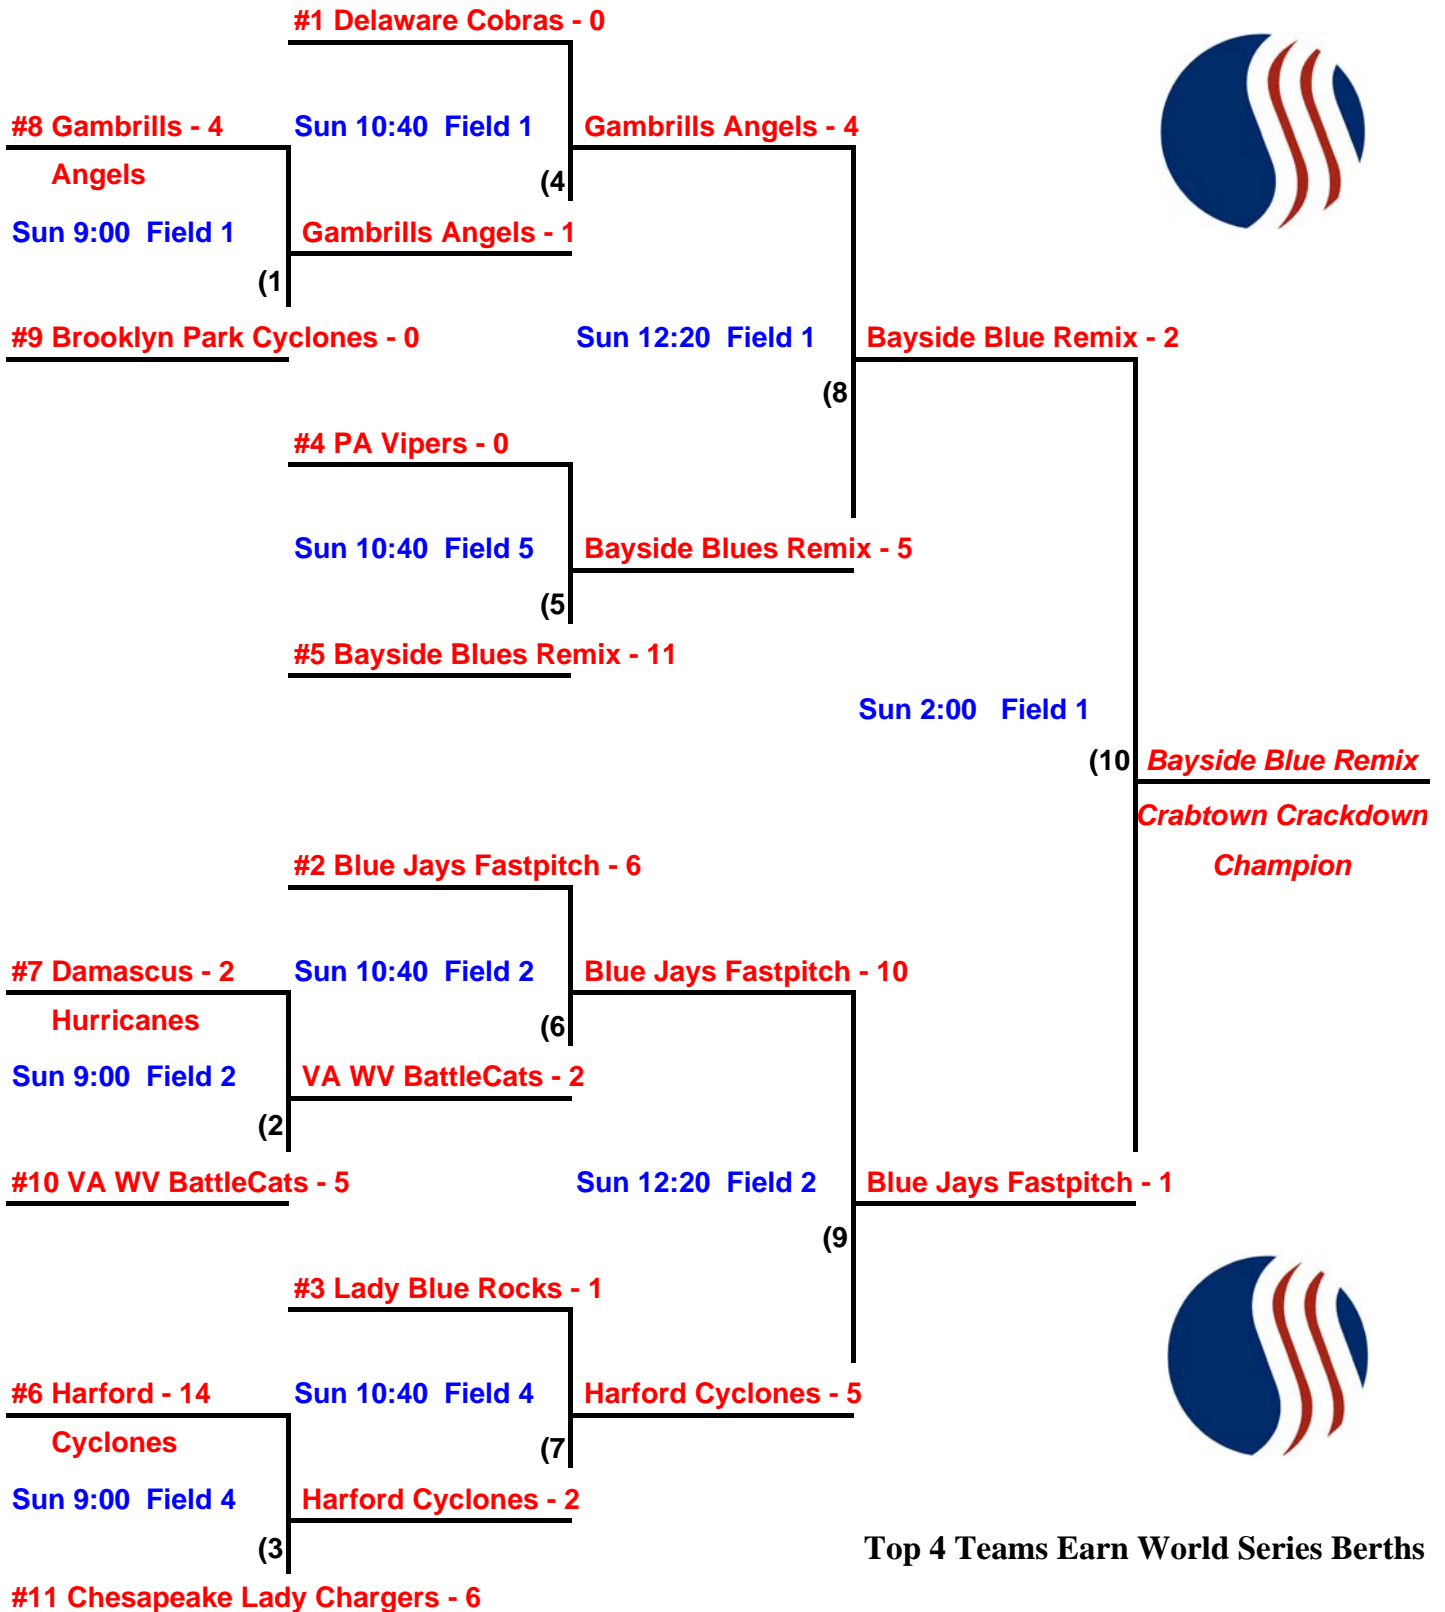 #1 Delaware Cobras - 0
#8 Gambrills - 4
Sun 10:40  Field 1
Gambrills Angels - 4
Angels
(4
Sun 9:00  Field 1
Gambrills Angels - 1
(1
#9 Brooklyn Park Cyclones - 0
Sun 12:20  Field 1
Bayside Blue Remix - 2
(8
#4 PA Vipers - 0
Sun 10:40  Field 5
Bayside Blues Remix - 5
(5
#5 Bayside Blues Remix - 11
Sun 2:00   Field 1
(10
Bayside Blue Remix
Crabtown Crackdown
Champion
#2 Blue Jays Fastpitch - 6
#7 Damascus - 2
Sun 10:40  Field 2
Blue Jays Fastpitch - 10
Hurricanes
(6
Sun 9:00  Field 2
VA WV BattleCats - 2
(2
#10 VA WV BattleCats - 5
Sun 12:20  Field 2
Blue Jays Fastpitch - 1
(9
#3 Lady Blue Rocks - 1
#6 Harford - 14
Sun 10:40  Field 4
Harford Cyclones - 5
Cyclones
(7
Sun 9:00  Field 4
Harford Cyclones - 2
(3
Top 4 Teams Earn World Series Berths
#11 Chesapeake Lady Chargers - 6